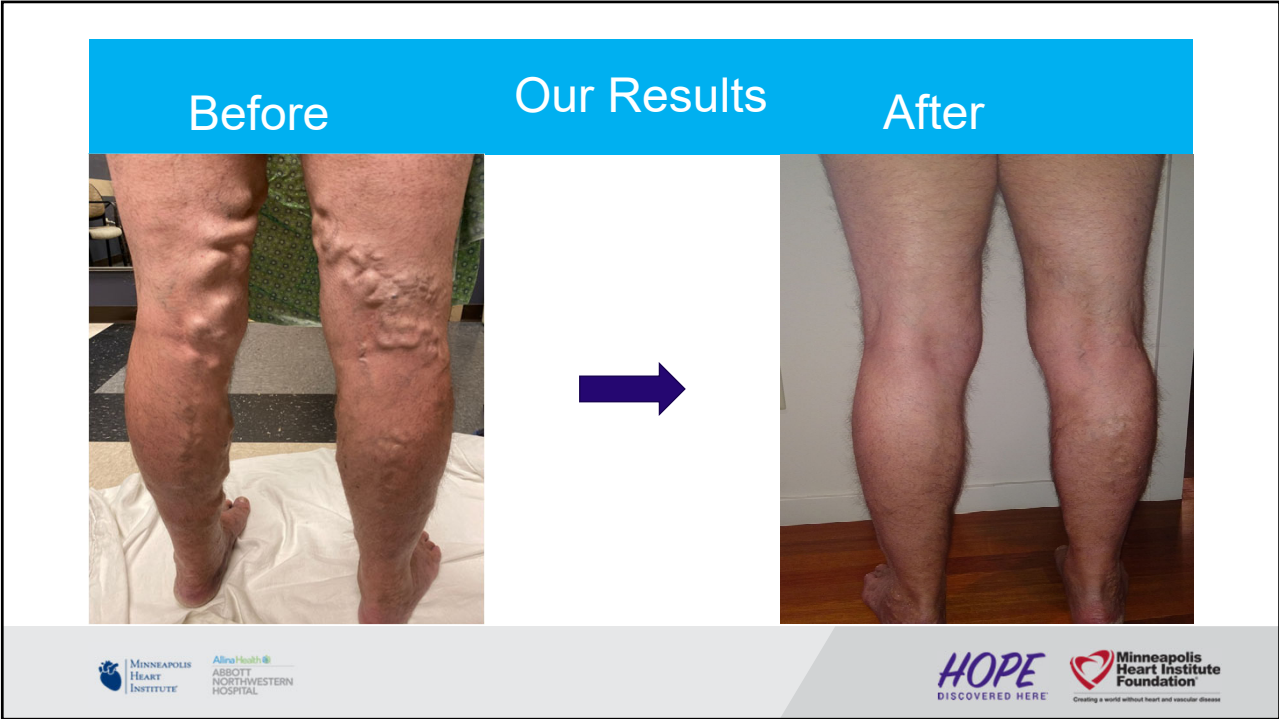 Before
Our Results
After
MINNEAPOLIS
HEART
INSTITUTE®
Allina Health
ABBOTT
NORTHWESTERN
HOSPITAL
HOPE
DISCOVERED HERE™
Minneapolis
Heart Institute
Foundation®
Creating a world without heart and vascular disease